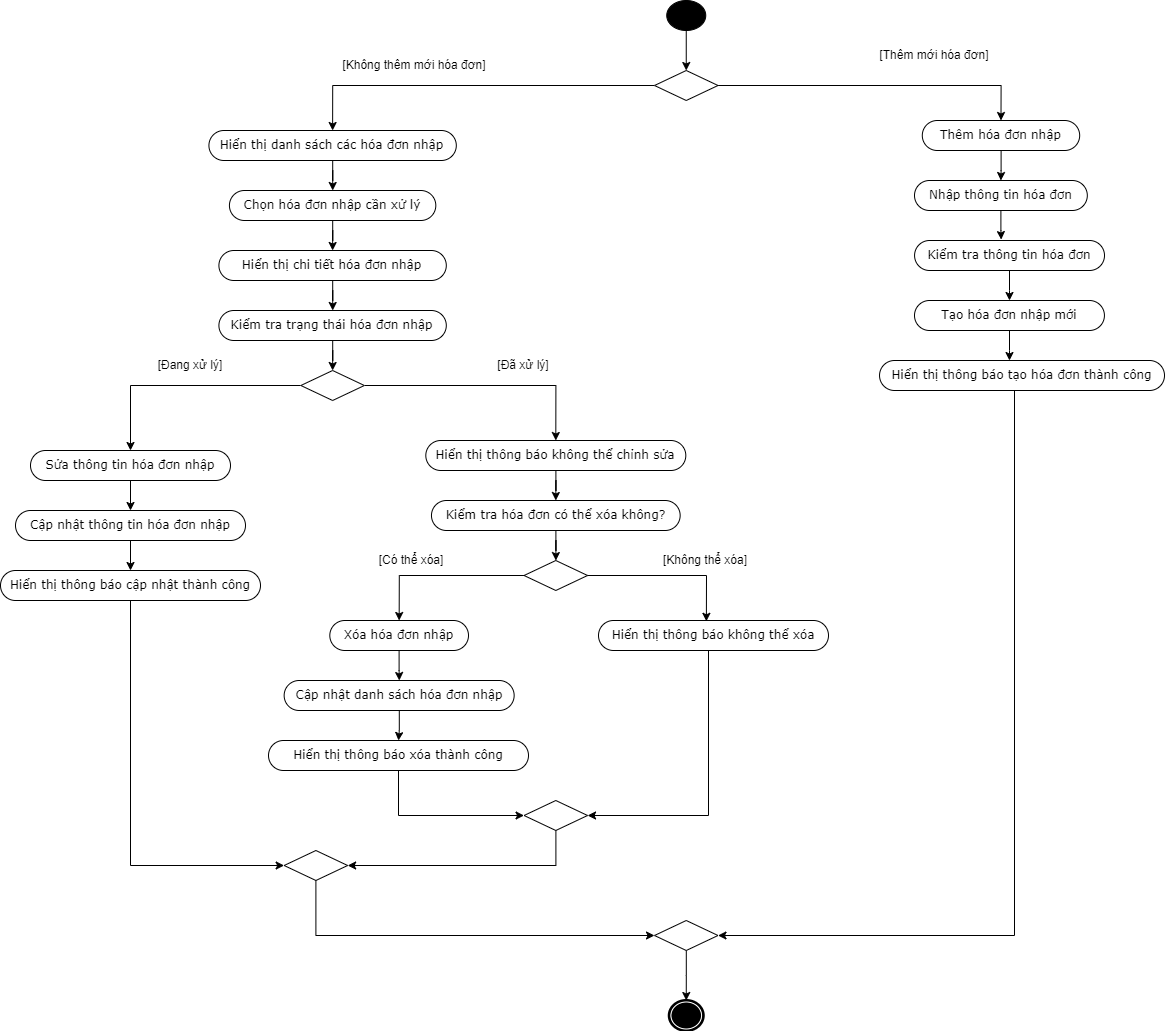 [Không thêm mới hóa đơn]
[Thêm mới hóa đơn]
Hiển thị danh sách các hóa đơn nhập
Chọn hóa đơn nhập cần xử lý
Hiển thị chi tiết hóa đơn nhập
Kiểm tra trạng thái hóa đơn nhập
Thêm hóa đơn nhập
Nhập thông tin hóa đơn
Kiểm tra thông tin hóa đơn
Tạo hóa đơn nhập mới
Hiển thị thông báo tạo hóa đơn thành công
[Đang xử lý]
[Đã xử lý]
Sửa thông tin hóa đơn nhập
Cập nhật thông tin hóa đơn nhập
Hiển thị thông báo cập nhật thành công
Hiển thị thông báo không thể chỉnh sửa
Kiểm tra hóa đơn có thể xóa không?
[Có thể xóa]
[Không thể xóa]
Xóa hóa đơn nhập
Cập nhật danh sách hóa đơn nhập
Hiển thị thông báo xóa thành công
Hiển thị thông báo không thể xóa